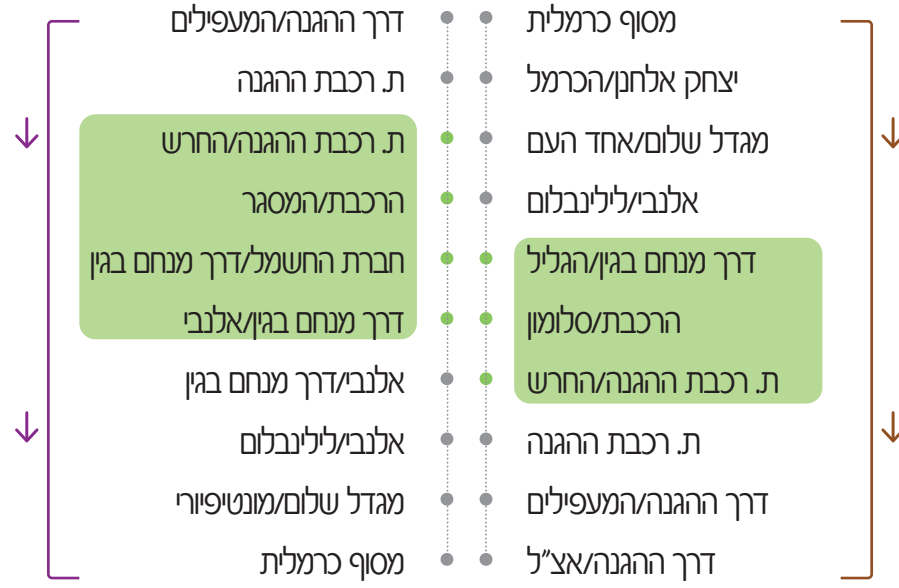 מסוף כרמלית
יצחק אלחנן/הכרמל
מגדל שלום/אחד העם
אלנבי/לילינבלום
דרך מנחם בגין/הגליל
הרכבת/סלומון
ת. רכבת ההגנה/החרש
ת. רכבת ההגנה
דרך ההגנה/המעפילים
דרך ההגנה/אצ״ל
דרך ההגנה/המעפילים
ת. רכבת ההגנה
ת. רכבת ההגנה/החרש
הרכבת/המסגר
חברת החשמל/דרך מנחם בגין
דרך מנחם בגין/אלנבי
אלנבי/דרך מנחם בגין
אלנבי/לילינבלום
מגדל שלום/מונטיפיורי
מסוף כרמלית